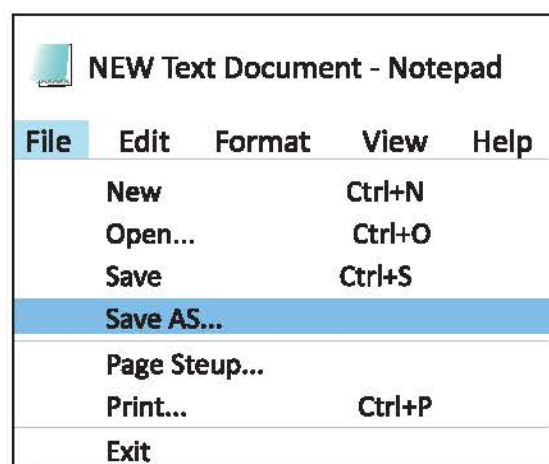 NEW Text Document - Notepad
File Edit Format View Help
New Ctrl+N
Open... Ctrl+O
Save Ctrl+S
Save AS...
Page Steup...
Print... Ctrl+P
Exit